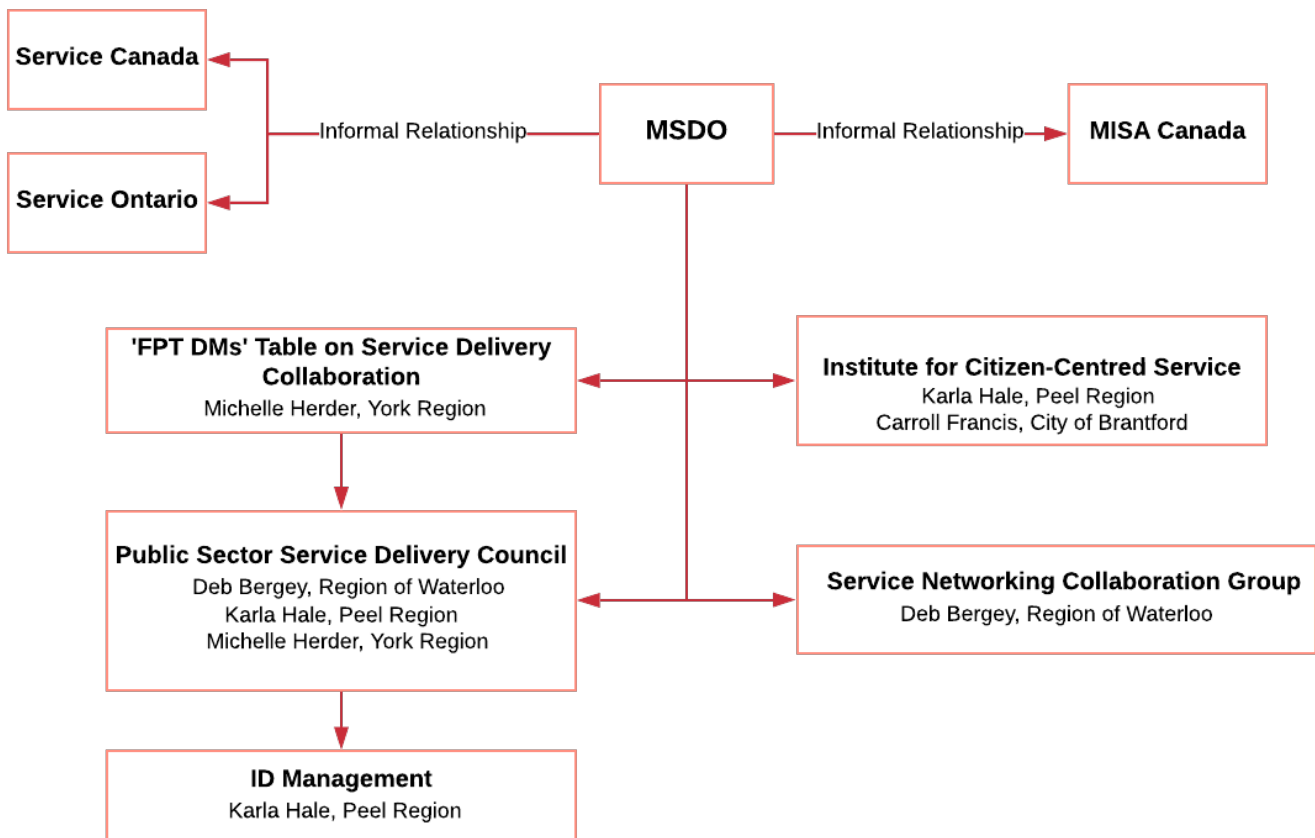 Service Canada
Informal Relationship
MSDO
Informal Relationship
MISA Canada
Service Ontario
'FPT DMs' Table on Service Delivery
Collaboration
Michelle Herder, York Region
Institute for Citizen-Centred Service
Karla Hale, Peel Region
Carroll Francis, City of Brantford
Public Sector Service Delivery Council
Deb Bergey, Region of Waterloo
Karla Hale, Peel Region
Michelle Herder, York Region
Service Networking Collaboration Group
Deb Bergey, Region of Waterloo
ID Management
Karla Hale, Peel Region